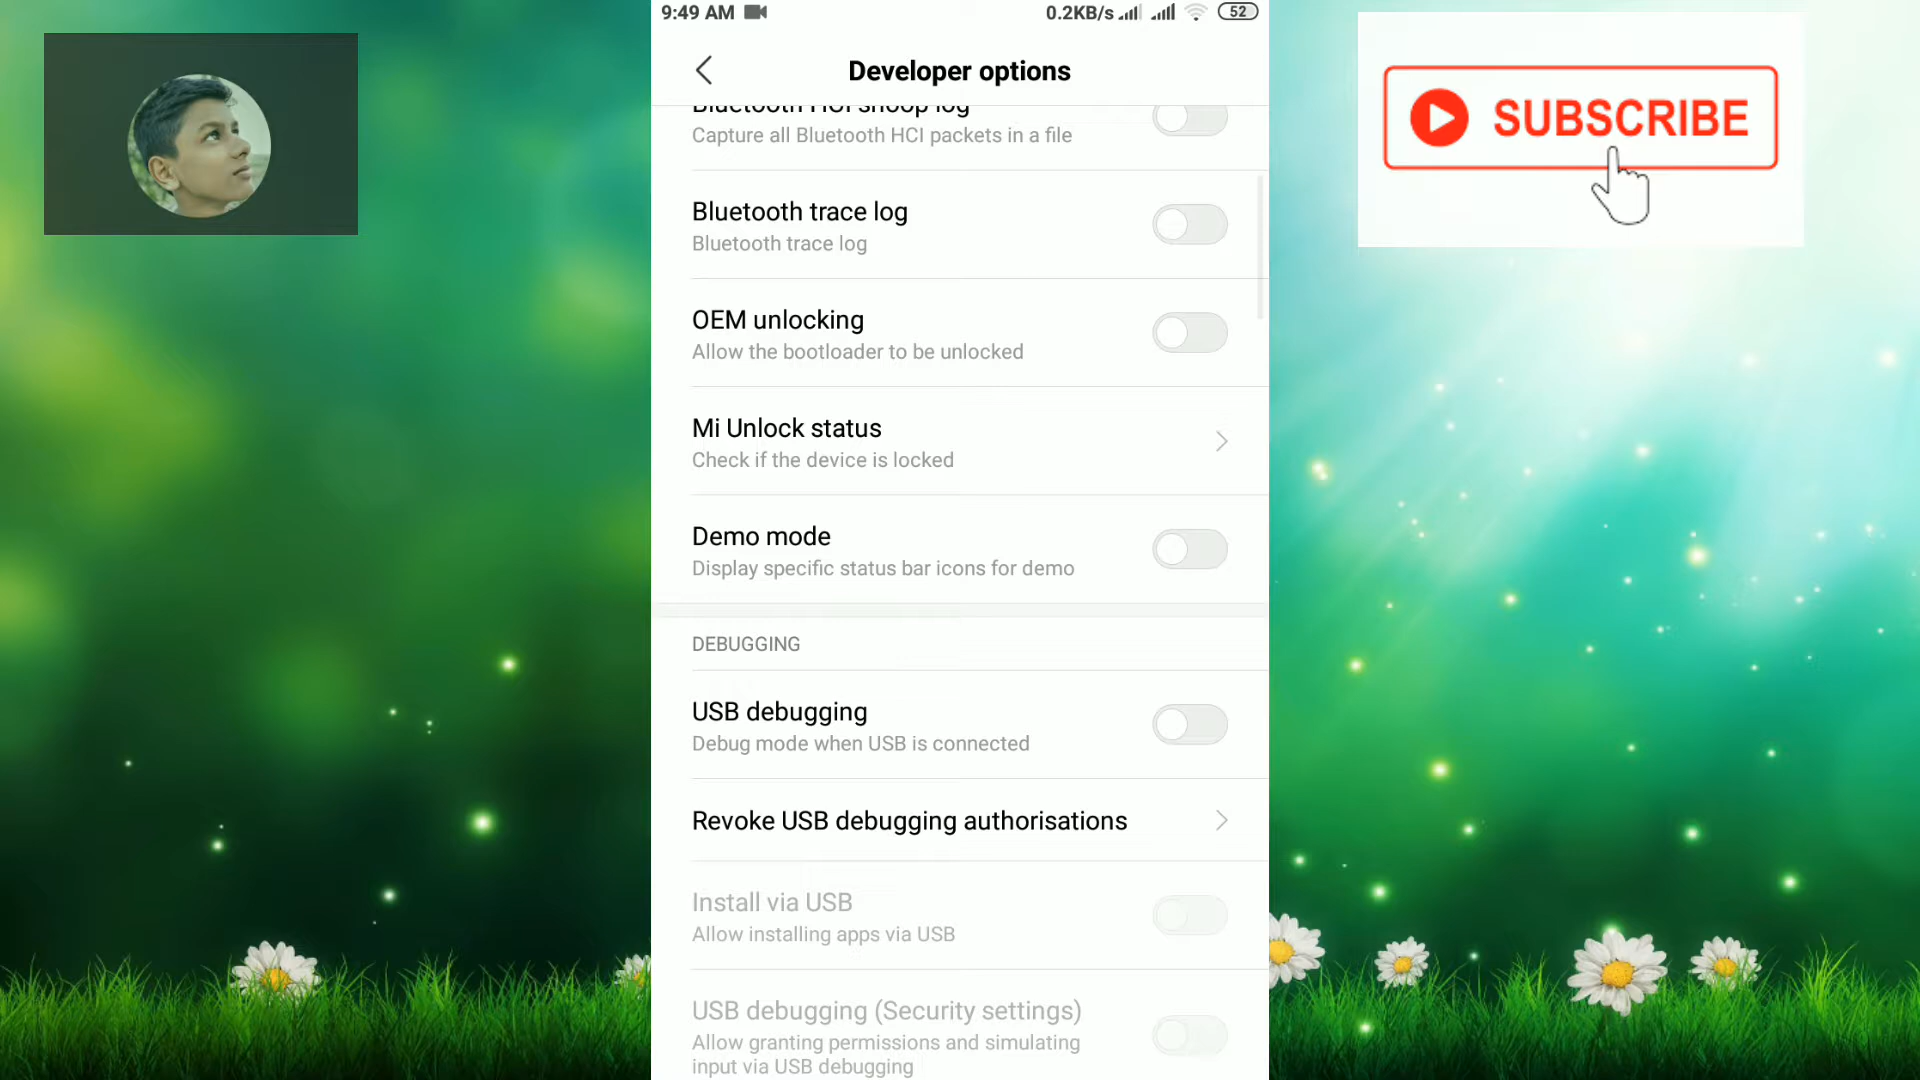 9:49 AM 0.2KB/s 52
Developer options
SUBSCRIBE
Bluetooth HCI snoop log
Capture all Bluetooth HCI packets in a file
Bluetooth trace log
Bluetooth trace log
OEM unlocking
Allow the bootloader to be unlocked
Mi Unlock status
Check if the device is locked
Demo mode
Display specific status bar icons for demo
DEBUGGING
USB debugging
Debug mode when USB is connected
Revoke USB debugging authorisations
Install via USB
Allow installing apps via USB
USB debugging (Security settings)
Allow granting permissions and simulating
input via USB debugging